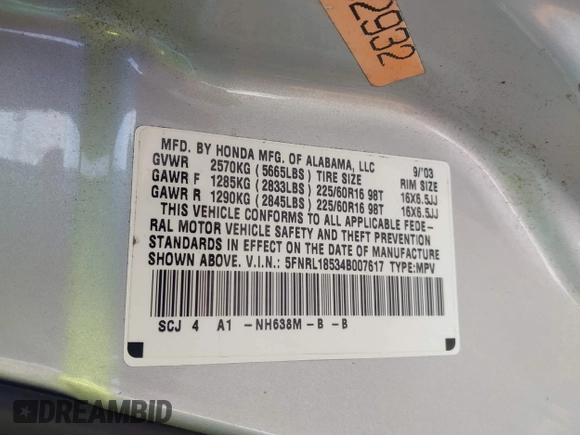 29932
MFD. BY HONDA MFG. OF ALABAMA, LLC 9/'03
GVWR 2570KG (5665LBS) TIRE SIZE RIM SIZE
GAWR F 1285KG (2833LBS) 225/60R16 98T 16X6.5JJ
GAWR R 1290KG (2845LBS) 225/60R16 98T 16X6.5JJ
THIS VEHICLE CONFORMS TO ALL APPLICABLE FEDE-
RAL MOTOR VEHICLE SAFETY AND THEFT PREVENTION
STANDARDS IN EFFECT ON THE DATE OF MANUFACTURE
SHOWN ABOVE. V.I.N.: 5FNRL18534B007617 TYPE:MPV
SCJ 4 A1 -NH638M -B -B
DREAMBID